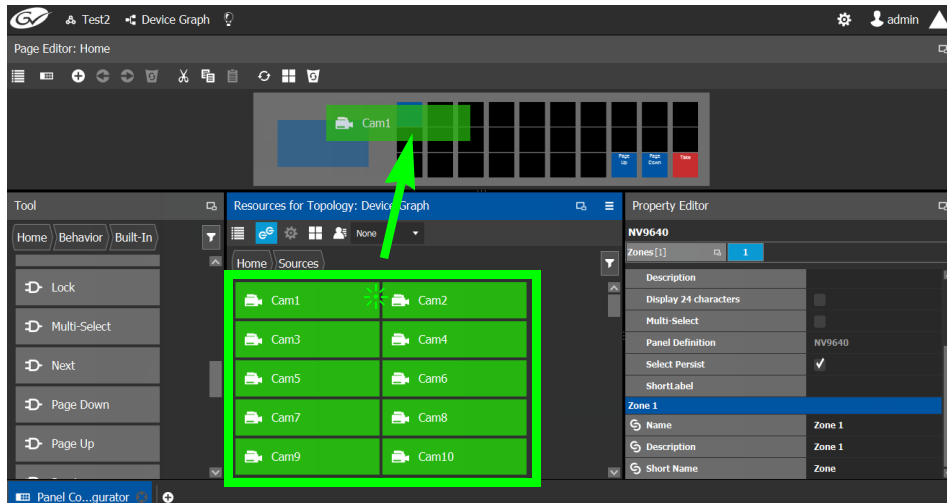 GV Test2 Device Graph admin
Page Editor: Home
Cam1
Page Up Page Down Take
Tool
Home Behavior Built-In
Lock
Multi-Select
Next
Page Down
Page Up
Resources for Topology: Device Graph
None
Home Sources
Cam1 Cam2
Cam3 Cam4
Cam5 Cam6
Cam7 Cam8
Cam9 Cam10
Property Editor
NV9640
Zones[1] 1
Description
Display 24 characters
Multi-Select
Panel Definition NV9640
Select Persist
ShortLabel
Zone 1
Name Zone 1
Description Zone 1
Short Name Zone
Panel Co...gurator